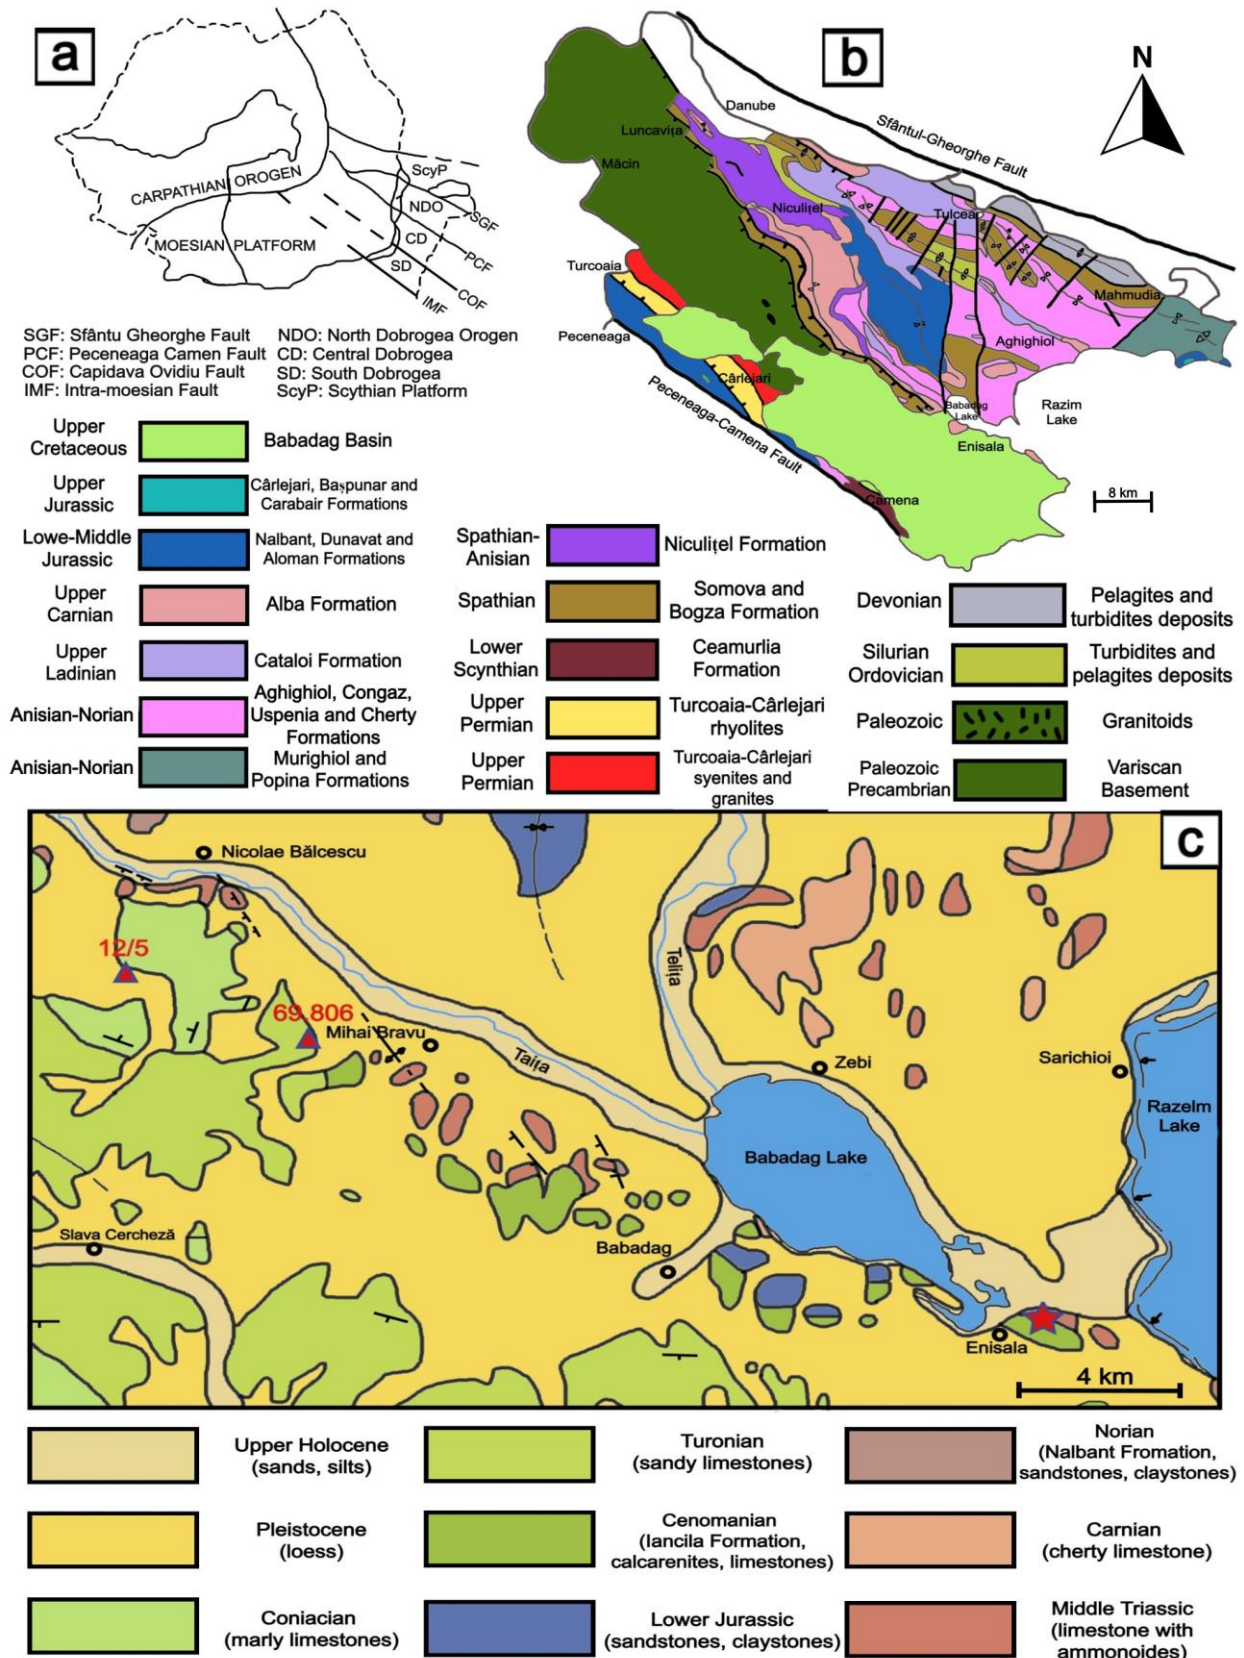 a
CARPATHIAN OROGEN
MOESIAN PLATFORM
ScyP
NDO
SGF
CD
PCF
SD
COF
IMF
SGF: Sfântu Gheorghe Fault
PCF: Peceneaga Camen Fault
COF: Capidava Ovidiu Fault
IMF: Intra-moesian Fault
NDO: North Dobrogea Orogen
CD: Central Dobrogea
SD: South Dobrogea
ScyP: Scythian Platform
b
N
Danube
Sfântul-Gheorghe Fault
Luncavița
Măcin
Niculițel
Tulcea
Turcoaia
Mahmudia
Peceneaga
Aghighiol
Cârlejari
Babadag
Lake
Razim
Lake
Peceneaga-Camena Fault
Enisala
Camena
8 km
Upper
Cretaceous
Babadag Basin
Upper
Jurassic
Cârlejari, Bașpunar and
Carabair Formations
Lowe-Middle
Jurassic
Nalbant, Dunavat and
Aloman Formations
Upper
Carnian
Alba Formation
Upper
Ladinian
Cataloi Formation
Anisian-Norian
Aghighiol, Congaz,
Uspenia and Cherty
Formations
Anisian-Norian
Murighiol and
Popina Formations
Spathian-
Anisian
Niculițel Formation
Spathian
Somova and
Bogza Formation
Lower
Scynthian
Ceamurlia
Formation
Upper
Permian
Turcoaia-Cârlejari
rhyolites
Upper
Permian
Turcoaia-Cârlejari
syenites and
granites
Devonian
Pelagites and
turbidites deposits
Silurian
Ordovician
Turbidites and
pelagites deposits
Paleozoic
Granitoids
Paleozoic
Precambrian
Variscan
Basement
c
Nicolae Bălcescu
12/5
69.806
Mihai Bravu
Taița
Telița
Zebi
Sarichioi
Razelm
Lake
Babadag Lake
Slava Cercheză
Babadag
Enisala
4 km
Upper Holocene
(sands, silts)
Pleistocene
(loess)
Coniacian
(marly limestones)
Turonian
(sandy limestones)
Cenomanian
(Iancila Formation,
calcarenites, limestones)
Lower Jurassic
(sandstones, claystones)
Norian
(Nalbant Fromation,
sandstones, claystones)
Carnian
(cherty limestone)
Middle Triassic
(limestone with
ammonoides)